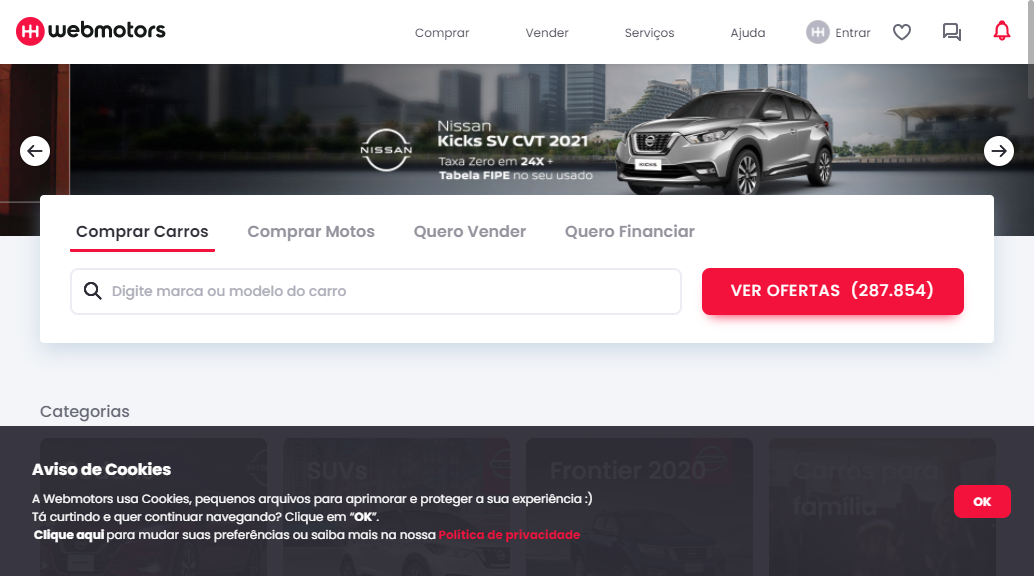 webmotors
Comprar
Vender
Serviços
Ajuda
Entrar
NISSAN
Nissan
Kicks SV CVT 2021
Taxa Zero em 24X +
Tabela FIPE no seu usado
KICKS
Comprar Carros
Comprar Motos
Quero Vender
Quero Financiar
Digite marca ou modelo do carro
VER OFERTAS (287.854)
Categorias
SUVs
Frontier 2020
Carros para
família
Aviso de Cookies
A Webmotors usa Cookies, pequenos arquivos para aprimorar e proteger a sua experiência :)
Tá curtindo e quer continuar navegando? Clique em “OK”.
Clique aqui para mudar suas preferências ou saiba mais na nossa Política de privacidade
OK